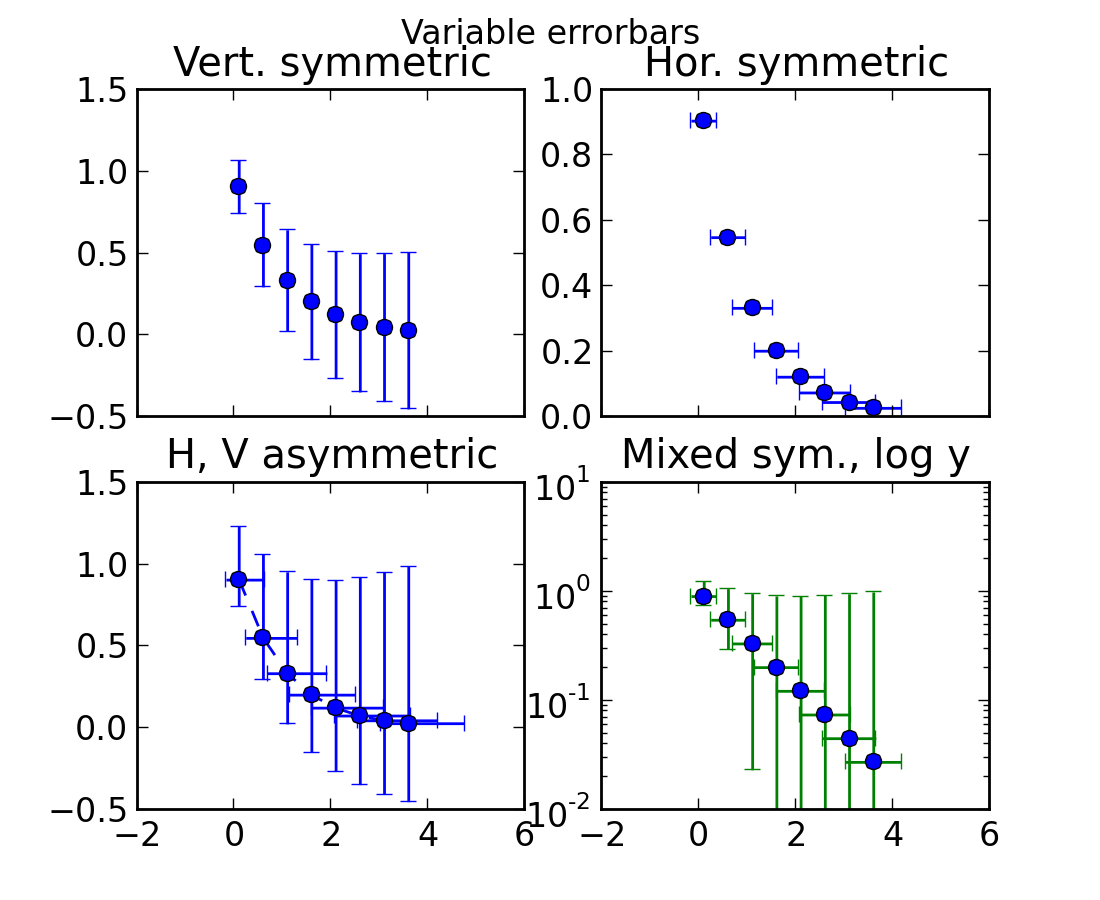 Variable errorbars
Vert. symmetric
Hor. symmetric
1.5
1.0
0.5
0.0
−0.5
1.0
0.8
0.6
0.4
0.2
0.0
H, V asymmetric
Mixed sym., log y
1.5
1.0
0.5
0.0
−0.5
−2 0 2 4 6
10¹
10⁰
10⁻¹
10⁻²
−2 0 2 4 6